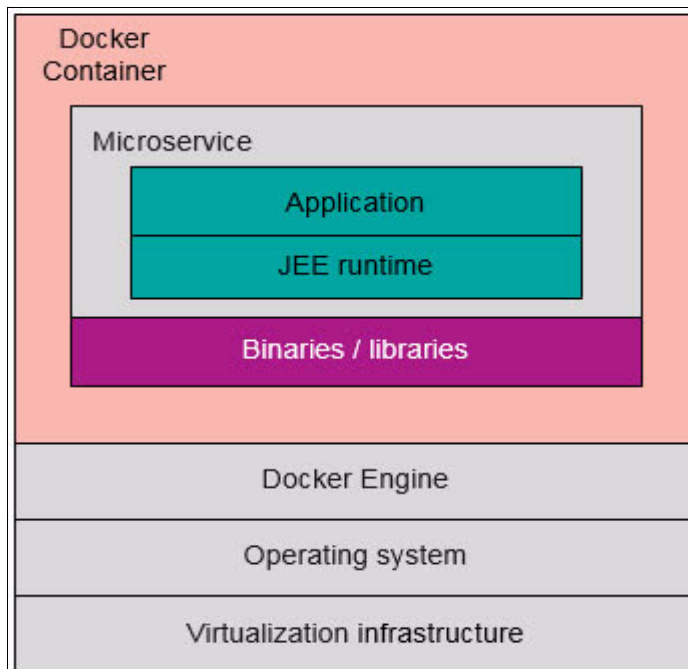 Docker
Container
Microservice
Application
JEE runtime
Binaries / libraries
Docker Engine
Operating system
Virtualization infrastructure